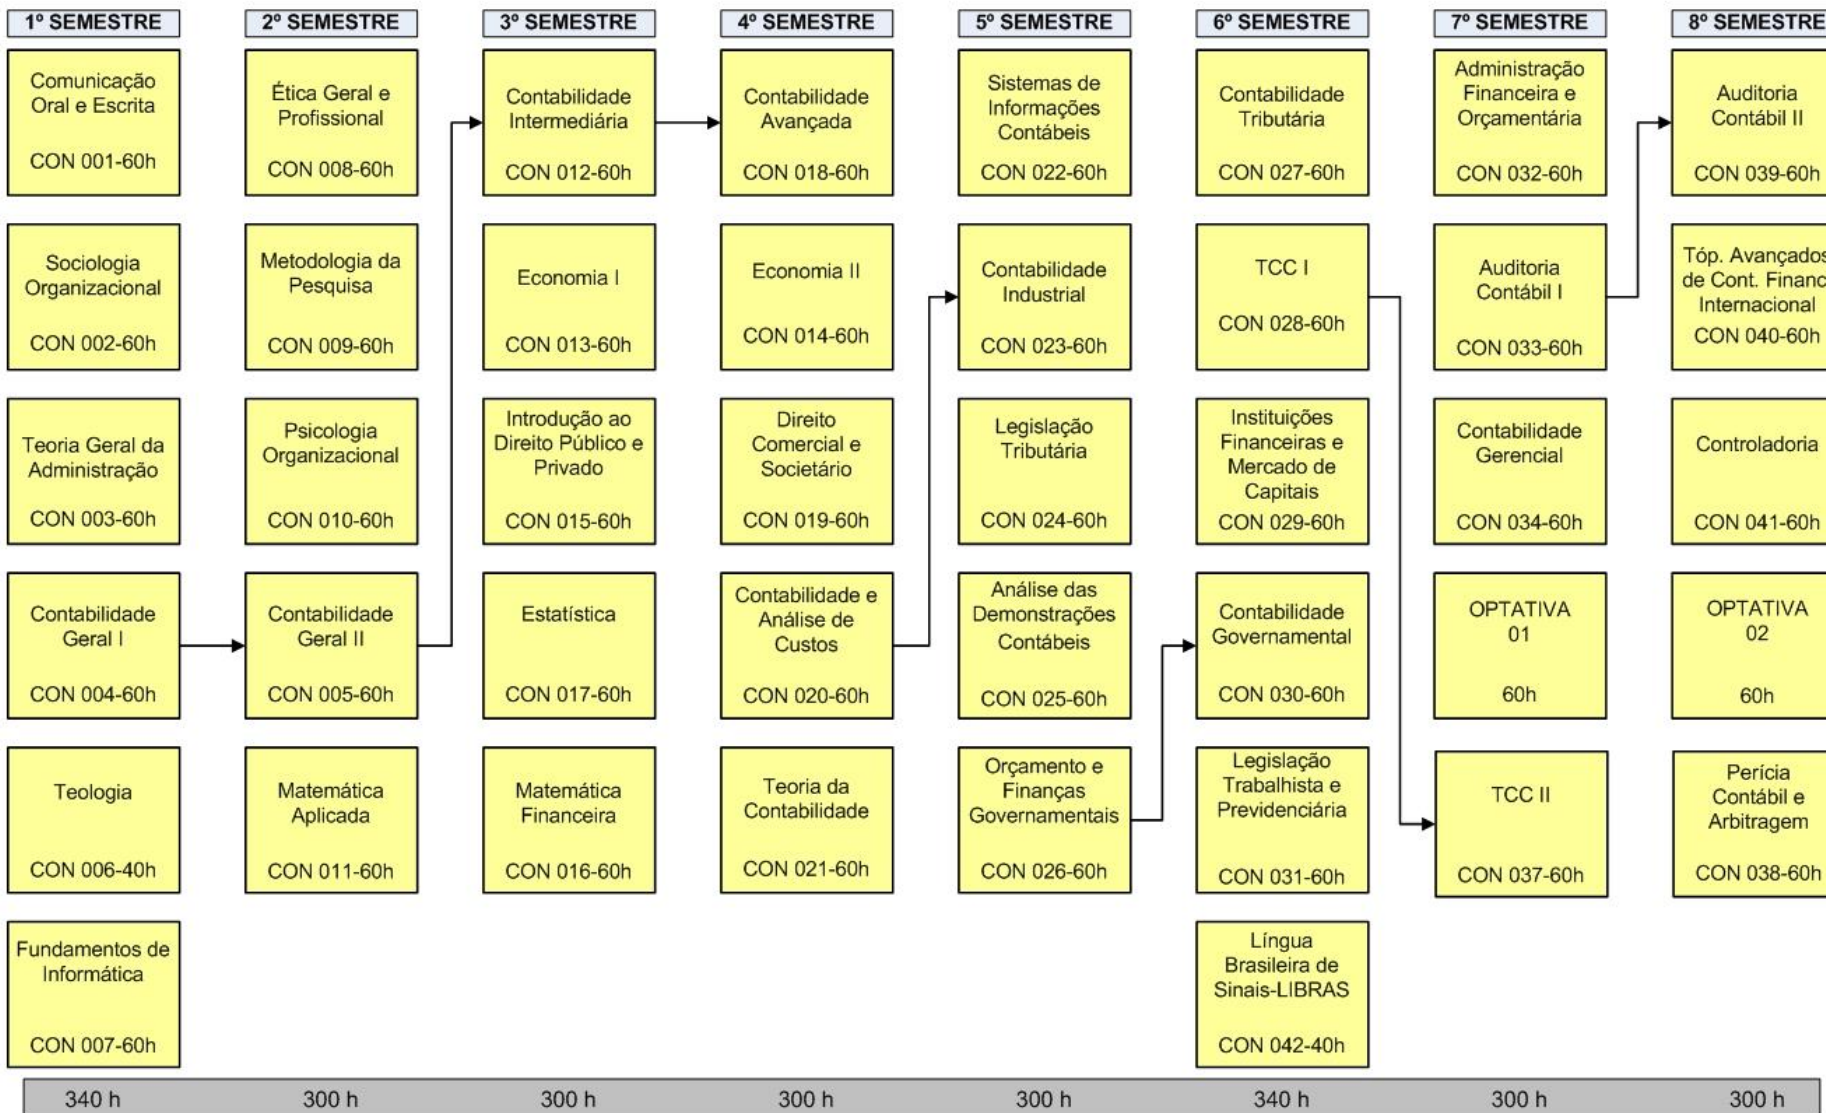 1º SEMESTRE
2º SEMESTRE
3º SEMESTRE
4º SEMESTRE
5º SEMESTRE
6º SEMESTRE
7º SEMESTRE
8º SEMESTRE
Comunicação
Oral e Escrita
CON 001-60h
Sociologia
Organizacional
CON 002-60h
Teoria Geral da
Administração
CON 003-60h
Contabilidade
Geral I
CON 004-60h
Teologia
CON 006-40h
Fundamentos de
Informática
CON 007-60h
Ética Geral e
Profissional
CON 008-60h
Metodologia da
Pesquisa
CON 009-60h
Psicologia
Organizacional
CON 010-60h
Contabilidade
Geral II
CON 005-60h
Matemática
Aplicada
CON 011-60h
Contabilidade
Intermediária
CON 012-60h
Economia I
CON 013-60h
Introdução ao
Direito Público e
Privado
CON 015-60h
Estatística
CON 017-60h
Matemática
Financeira
CON 016-60h
Contabilidade
Avançada
CON 018-60h
Economia II
CON 014-60h
Direito
Comercial e
Societário
CON 019-60h
Contabilidade e
Análise de
Custos
CON 020-60h
Teoria da
Contabilidade
CON 021-60h
Sistemas de
Informações
Contábeis
CON 022-60h
Contabilidade
Industrial
CON 023-60h
Legislação
Tributária
CON 024-60h
Análise das
Demonstrações
Contábeis
CON 025-60h
Orçamento e
Finanças
Governamentais
CON 026-60h
Contabilidade
Tributária
CON 027-60h
TCC I
CON 028-60h
Instituições
Financeiras e
Mercado de
Capitais
CON 029-60h
Contabilidade
Governamental
CON 030-60h
Legislação
Trabalhista e
Previdenciária
CON 031-60h
Língua
Brasileira de
Sinais-LIBRAS
CON 042-40h
Administração
Financeira e
Orçamentária
CON 032-60h
Auditoria
Contábil I
CON 033-60h
Contabilidade
Gerencial
CON 034-60h
OPTATIVA
01
60h
TCC II
CON 037-60h
Auditoria
Contábil II
CON 039-60h
Tóp. Avançados
de Cont. Financ
Internacional
CON 040-60h
Controladoria
CON 041-60h
OPTATIVA
02
60h
Perícia
Contábil e
Arbitragem
CON 038-60h
340 h
300 h
300 h
300 h
300 h
340 h
300 h
300 h